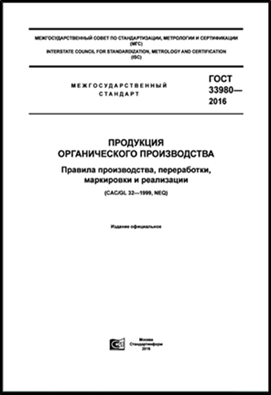 МЕЖГОСУДАРСТВЕННЫЙ СОВЕТ ПО СТАНДАРТИЗАЦИИ, МЕТРОЛОГИИ И СЕРТИФИКАЦИИ
(МГС)
INTERSTATE COUNCIL FOR STANDARDIZATION, METROLOGY AND CERTIFICATION
(ISC)
МЕЖГОСУДАРСТВЕННЫЙ
СТАНДАРТ
ГОСТ
33980—
2016
ПРОДУКЦИЯ
ОРГАНИЧЕСКОГО ПРОИЗВОДСТВА
Правила производства, переработки,
маркировки и реализации
(CAC/GL 32—1999, NEQ)
Издание официальное
Москва
Стандартинформ
2016